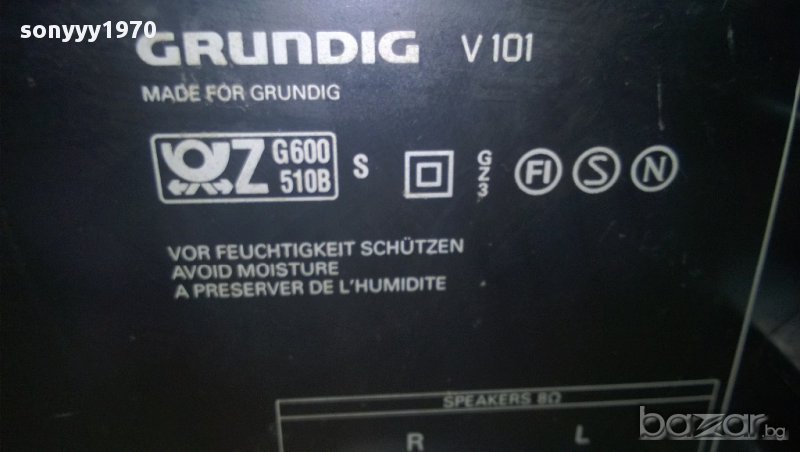 sonyyy1970
GRUNDIG V 101
MADE FOR GRUNDIG
Z G600 510B S GZ3 FI S N
VOR FEUCHTIGKEIT SCHÜTZEN
AVOID MOISTURE
A PRESERVER DE L'HUMIDITE
SPEAKERS 8Ω
R L
bazar.bg